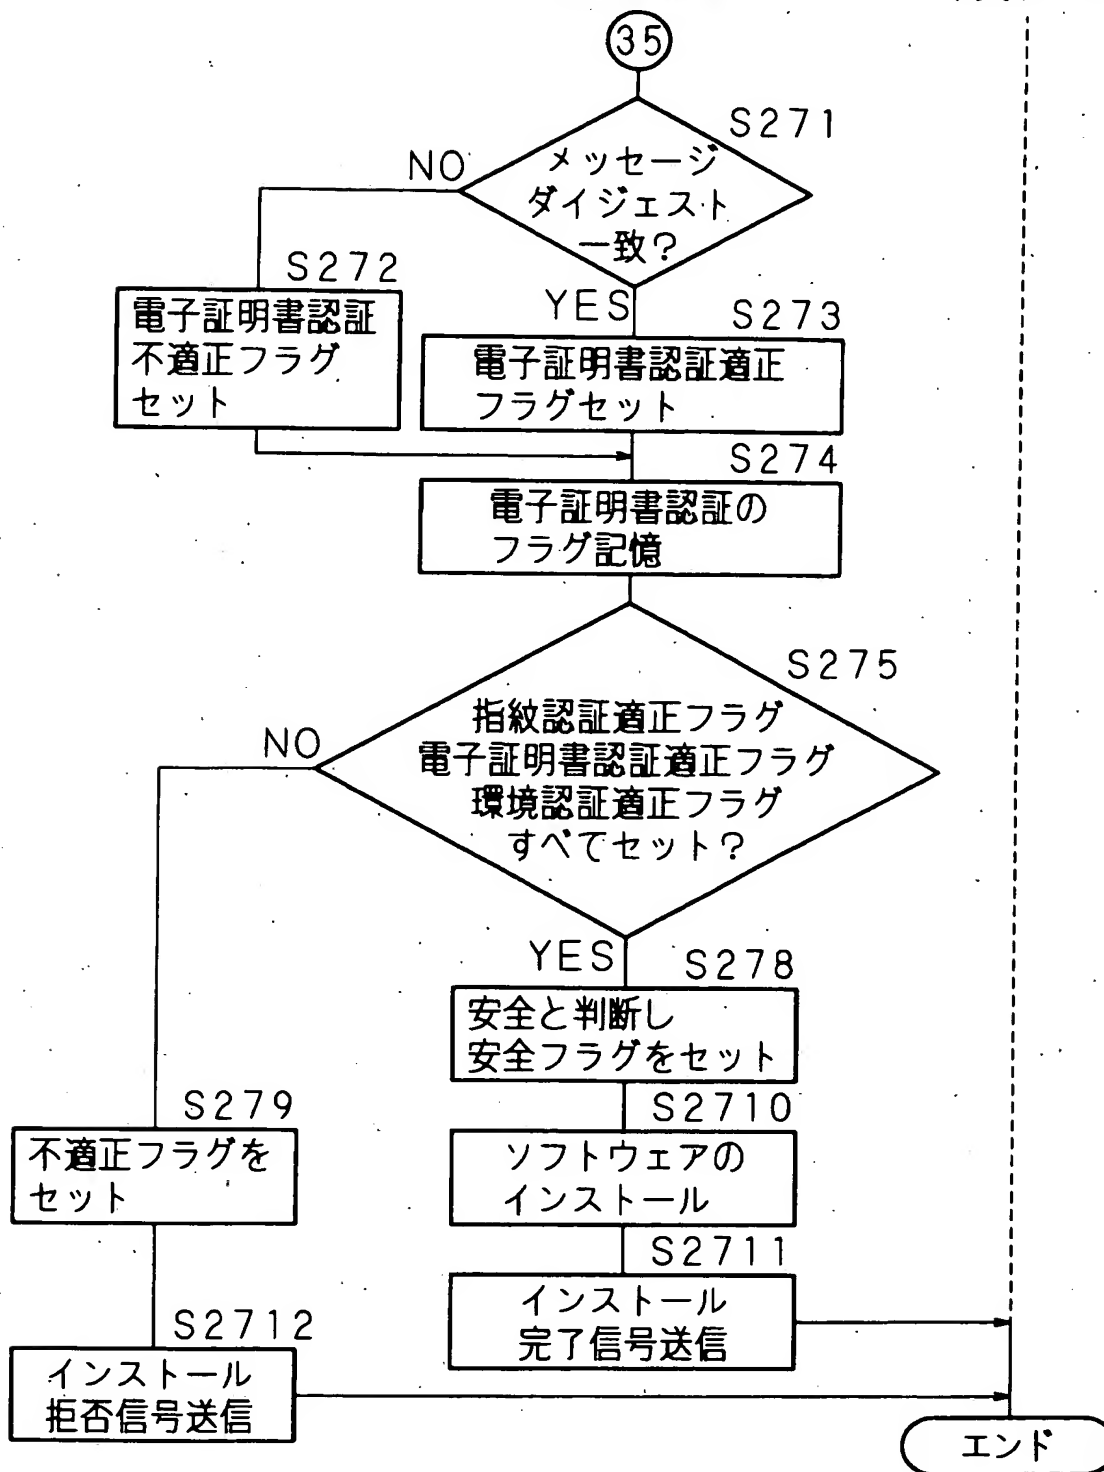 35
S271
NO
メッセージ
ダイジェスト
一致?
S272
YES
S273
電子証明書認証
不適正フラグ
セット
電子証明書認証適正
フラグセット
S274
電子証明書認証の
フラグ記憶
S275
NO
指紋認証適正フラグ
電子証明書認証適正フラグ
環境認証適正フラグ
すべてセット?
YES
S278
安全と判断し
安全フラグをセット
S279
S2710
不適正フラグを
セット
ソフトウェアの
インストール
S2711
インストール
完了信号送信
S2712
インストール
拒否信号送信
エンド